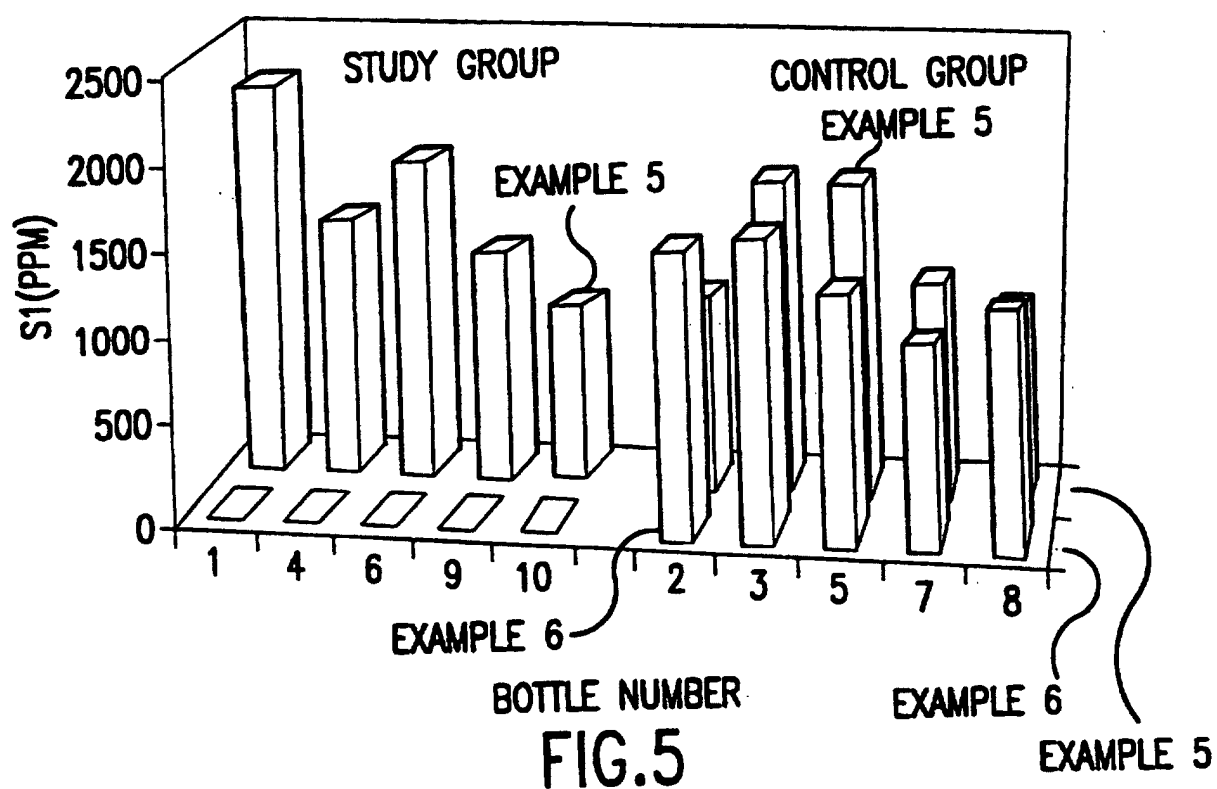 STUDY GROUP
CONTROL GROUP
EXAMPLE 5
EXAMPLE 5
S1(PPM)
2500
2000
1500
1000
500
0
1 4 6 9 10 2 3 5 7 8
EXAMPLE 6
BOTTLE NUMBER
EXAMPLE 6
EXAMPLE 5
FIG.5